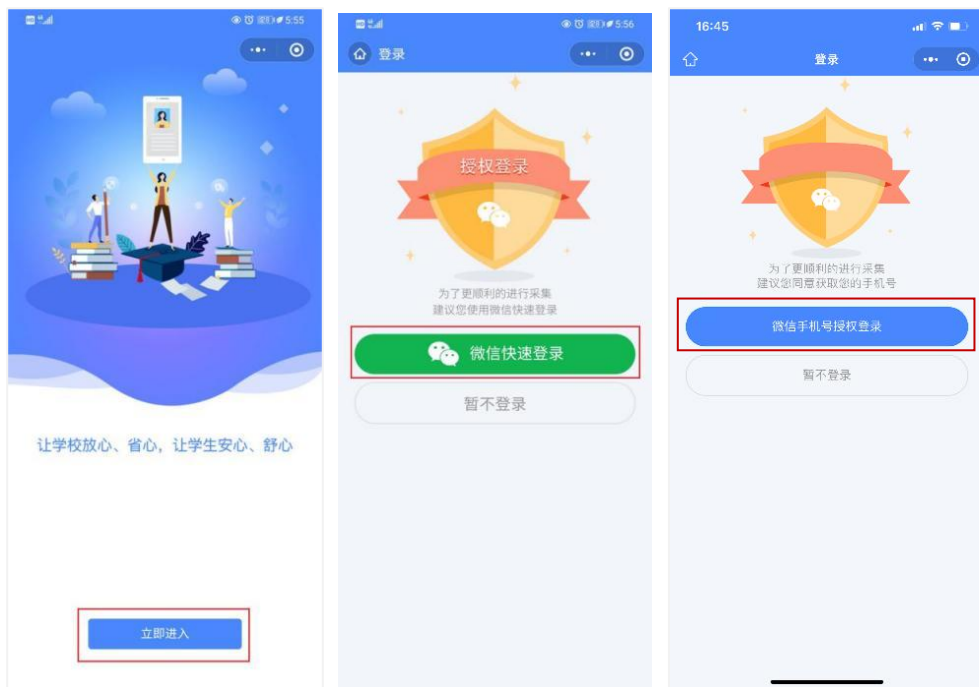 5:55
让学校放心、省心，让学生安心、舒心
立即进入
5:56
登录
授权登录
为了更顺利的进行采集
建议您使用微信快速登录
微信快速登录
暂不登录
16:45
登录
为了更顺利的进行采集
建议您同意获取您的手机号
微信手机号授权登录
暂不登录